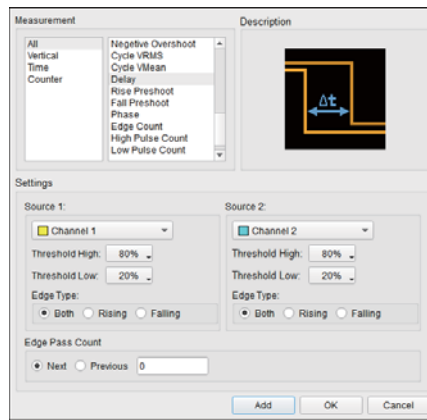 Measurement
Description
All
Vertical
Time
Counter
Negetive Overshoot
Cycle VRMS
Cycle VMean
Delay
Rise Preshoot
Fall Preshoot
Phase
Edge Count
High Pulse Count
Low Pulse Count
Δt
Settings
Source 1:
Source 2:
Channel 1
Channel 2
Threshold High: 80%
Threshold High: 80%
Threshold Low: 20%
Threshold Low: 20%
Edge Type:
Edge Type:
Both Rising Falling
Both Rising Falling
Edge Pass Count
Next Previous 0
Add OK Cancel